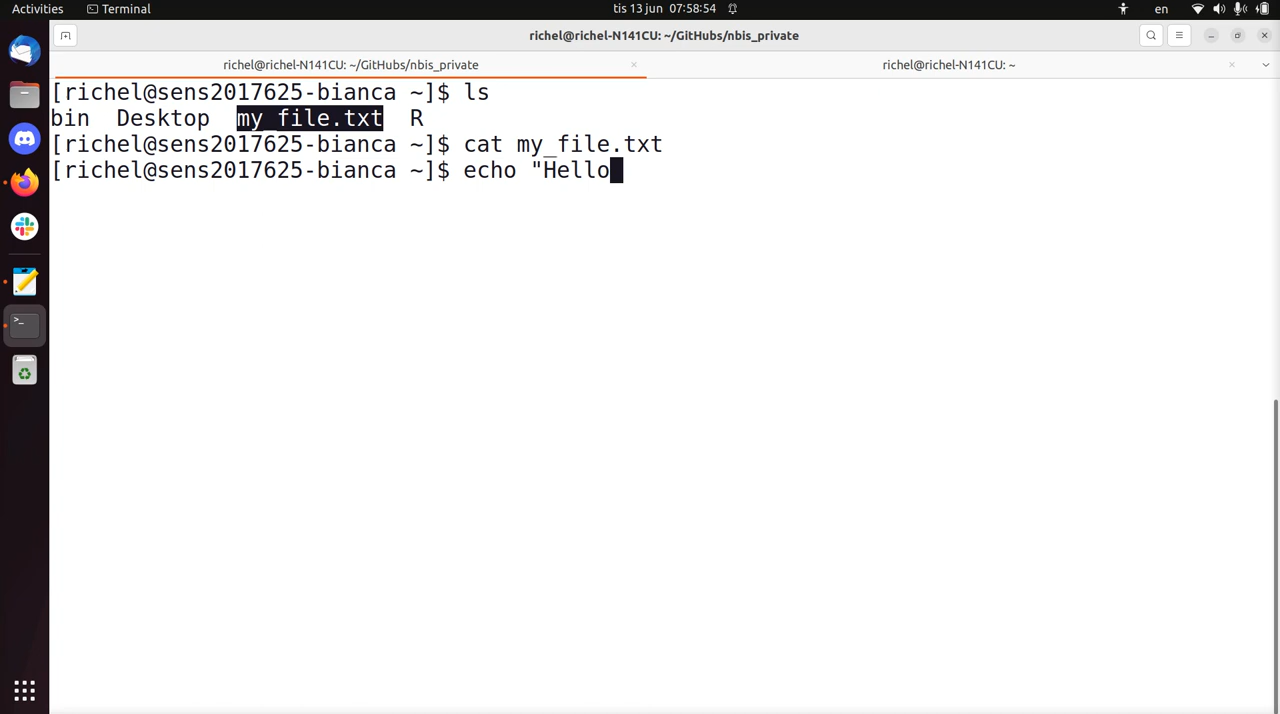 Activities Terminal tis 13 jun 07:58:54 en
richel@richel-N141CU: ~/GitHubs/nbis_private
richel@richel-N141CU: ~/GitHubs/nbis_private richel@richel-N141CU: ~
[richel@sens2017625-bianca ~]$ ls
bin Desktop my_file.txt R
[richel@sens2017625-bianca ~]$ cat my_file.txt
[richel@sens2017625-bianca ~]$ echo "Hello